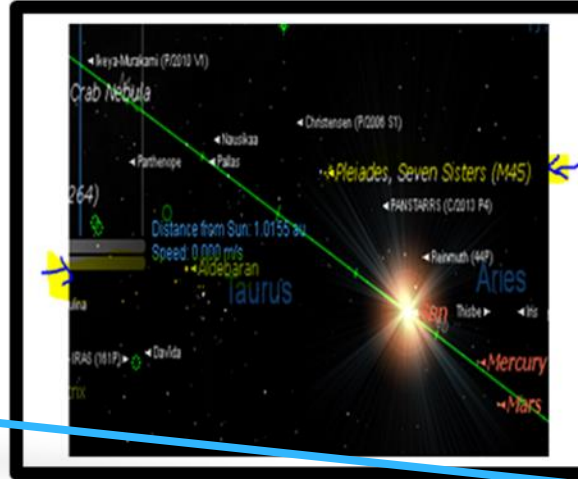 Ikeya-Murakami (P/2010 V1)
Crab Nebula
Christensen (P/2006 S1)
Nausikaa
Parthenope
Pallas
Pleiades, Seven Sisters (M45)
264)
PANSTARRS (C/2013 P4)
Distance from Sun: 1.0155 au
Speed: 0.000 m/s
Reinmuth (44P)
Aldebaran
Aries
Taurus
ulina
Thisbe
Iris
IRAS (161P)
Davida
Mercury
trix
Mars